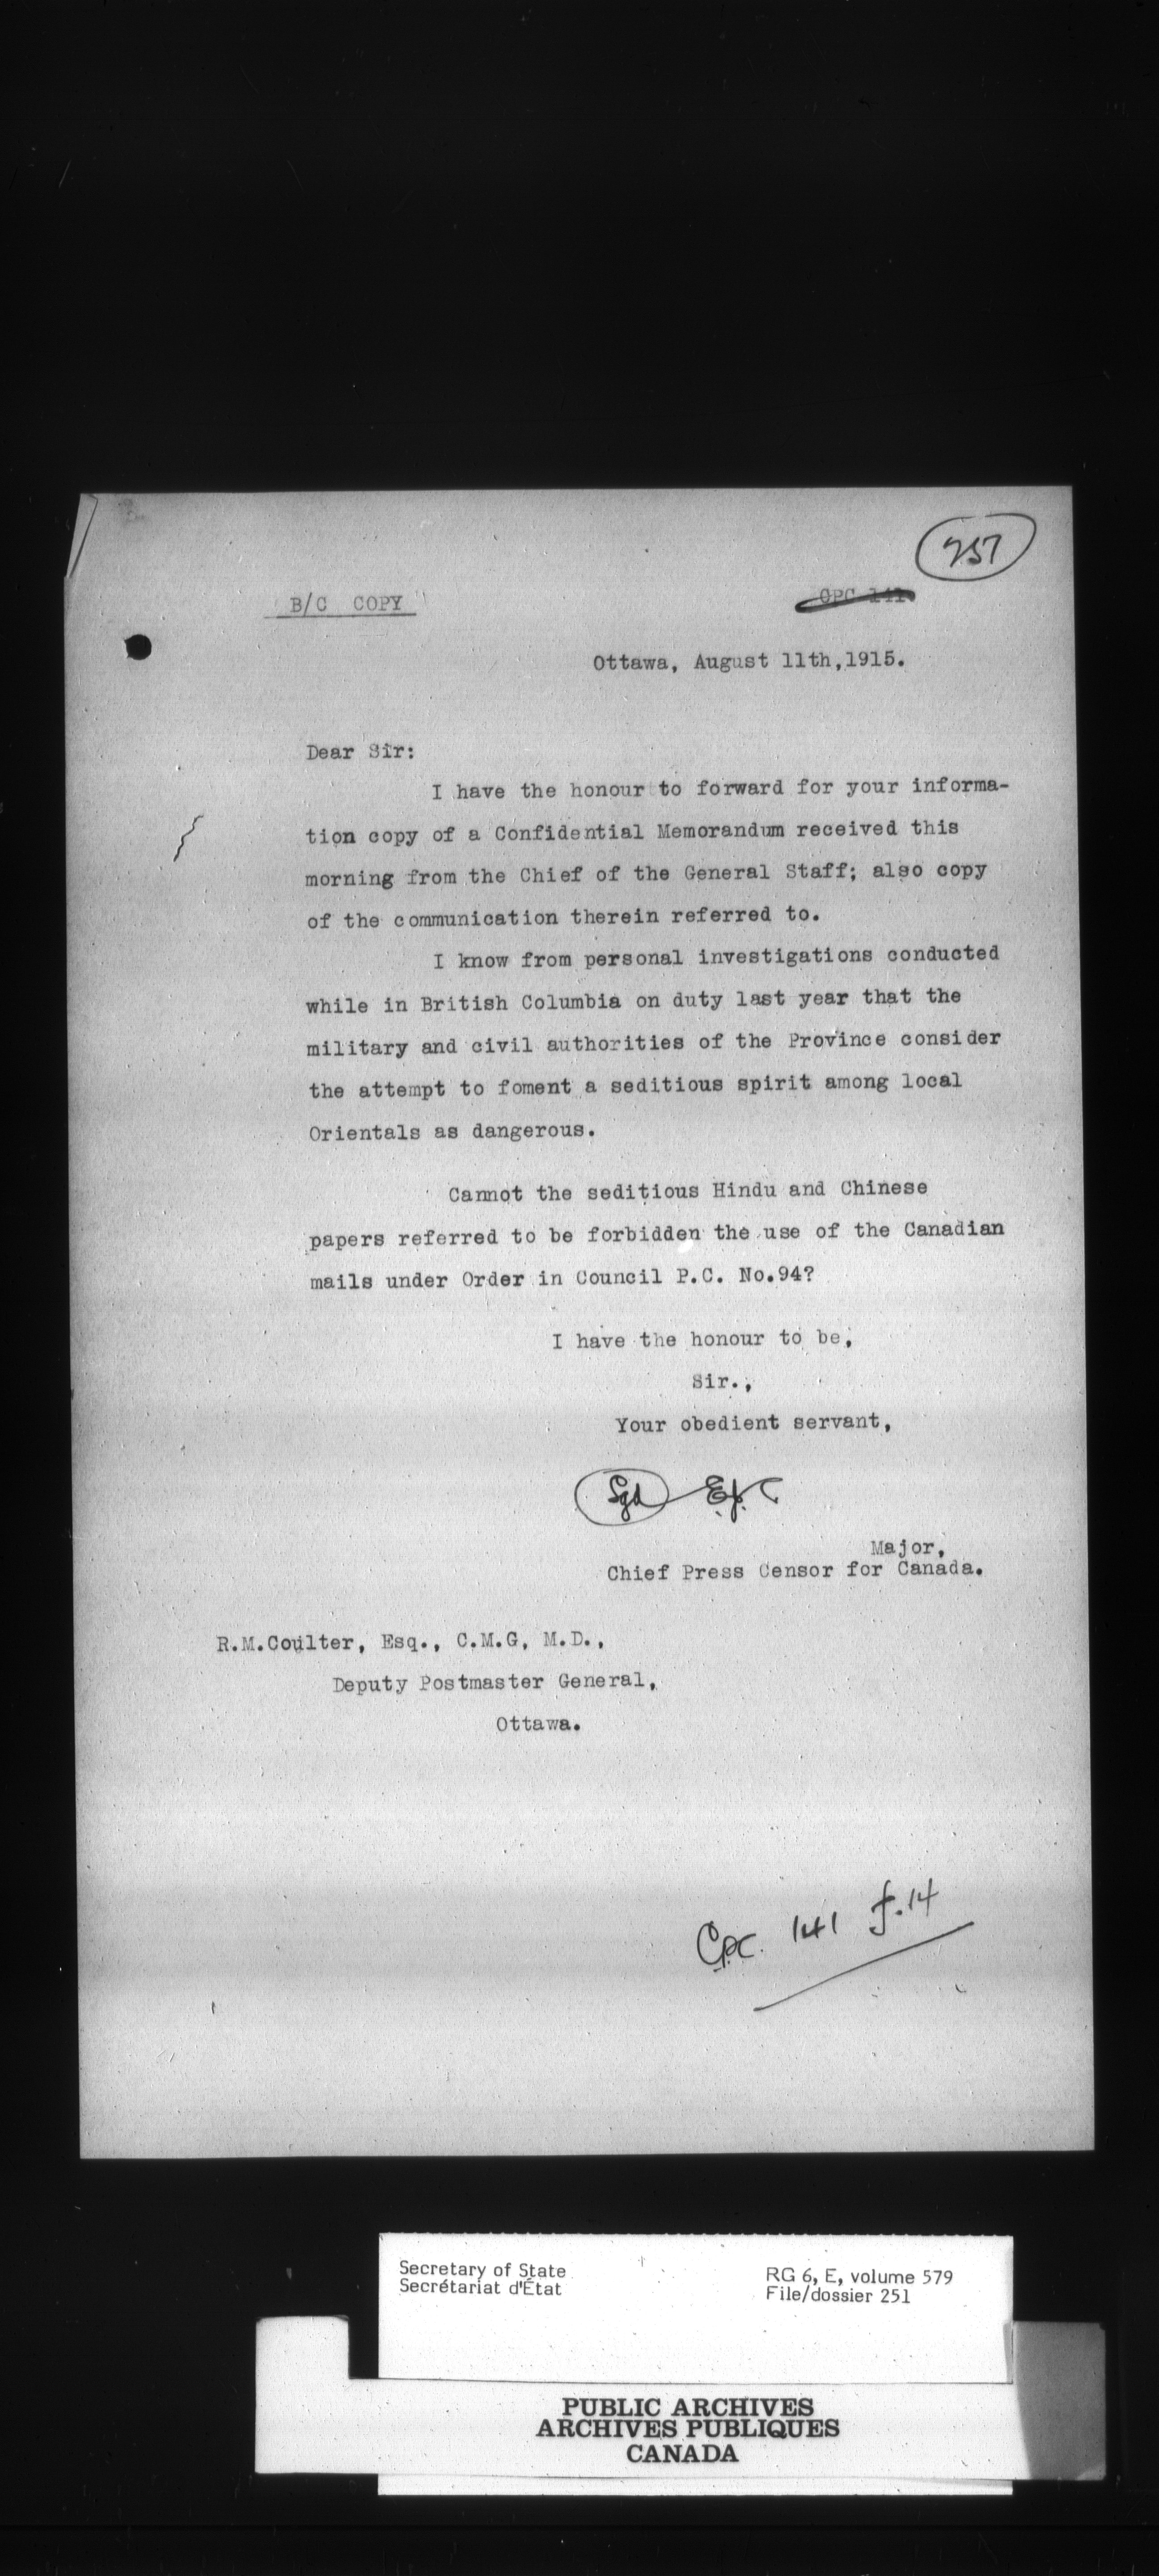 251
B/C COPY
CPC 141.
Ottawa, August 11th,1915.
Dear Sir:
I have the honour to forward for your informa-
tion copy of a Confidential Memorandum received this
morning from the Chief of the General Staff; also copy
of the communication therein referred to.
I know from personal investigations conducted
while in British Columbia on duty last year that the
military and civil authorities of the Province consider
the attempt to foment a seditious spirit among local
Orientals as dangerous.
Cannot the seditious Hindu and Chinese
papers referred to be forbidden the use of the Canadian
mails under Order in Council P.C. No.94?
I have the honour to be,
Sir.,
Your obedient servant,
Sgd E.J.C
Major,
Chief Press Censor for Canada.
R.M.Coulter, Esq., C.M.G, M.D.,
Deputy Postmaster General,
Ottawa.
C.P.C. 141 f.14
Secretary of State
Secrétariat d'État
RG 6, E, volume 579
File/dossier 251
PUBLIC ARCHIVES
ARCHIVES PUBLIQUES
CANADA